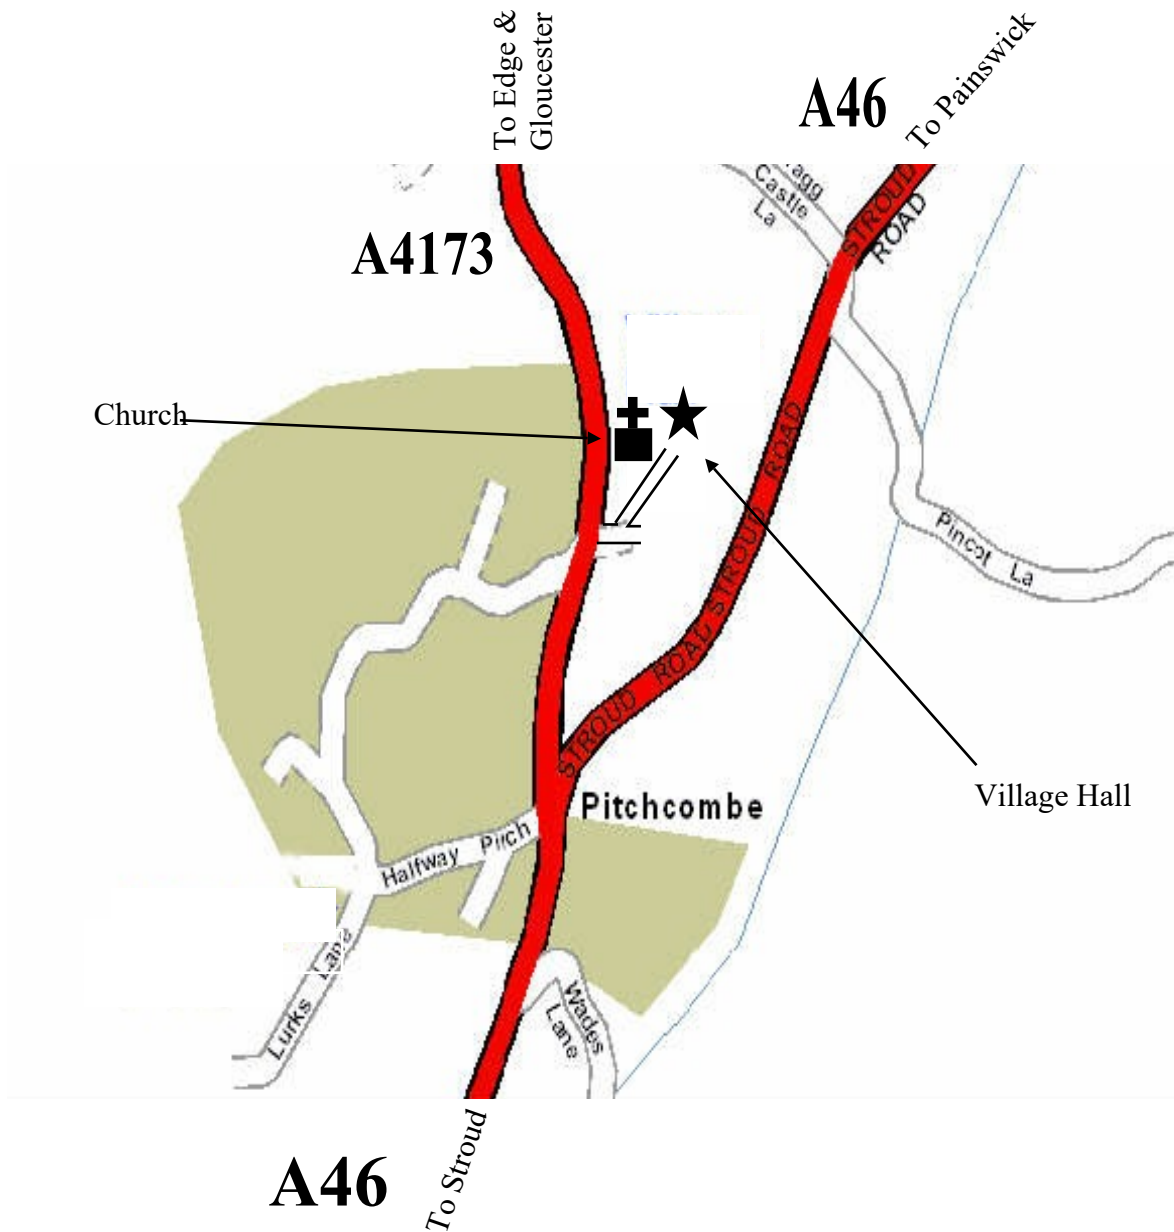 To Edge &
Gloucester
A46
To Painswick
Castle
La
STROUD
ROAD
A4173
Church
STROUD ROAD
STROUD ROAD
STROUD ROAD
Pincot La
Village Hall
Pitchcombe
Halfway Pitch
Lurks Lane
Wades
Lane
To Stroud
A46